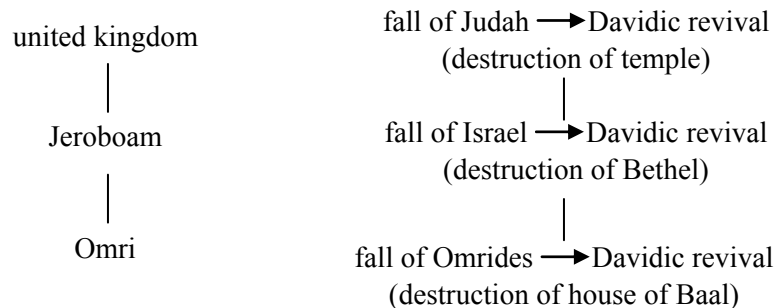 united kingdom
Jeroboam
Omri
fall of Judah → Davidic revival
(destruction of temple)
fall of Israel → Davidic revival
(destruction of Bethel)
fall of Omrides → Davidic revival
(destruction of house of Baal)